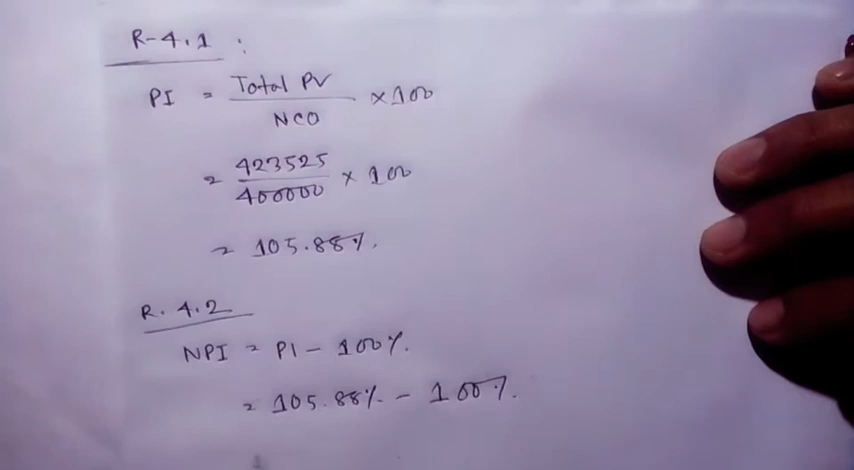 R-4.1 :
PI = Total PV / NCO × 100
= 423525 / 400000 × 100
= 105.88%.
R. 4.2
NPI = PI - 100%.
= 105.88% - 100%.